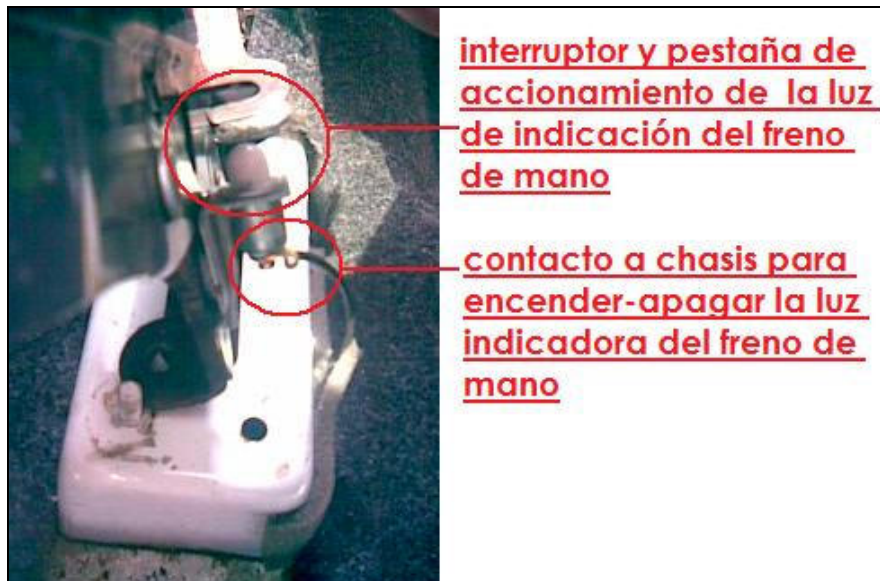 interruptor y pestaña de
accionamiento de la luz
de indicación del freno
de mano
contacto a chasis para
encender-apagar la luz
indicadora del freno de
mano